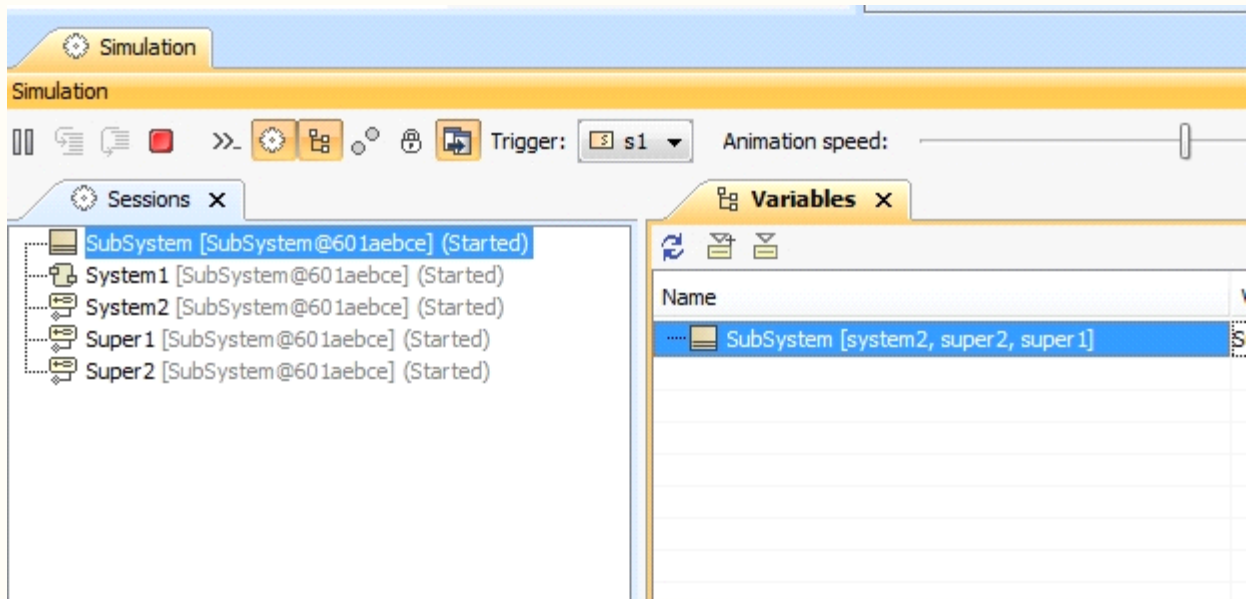 Simulation
Simulation
Trigger: s1 Animation speed:
Sessions
Variables
SubSystem [SubSystem@601aebce] (Started)
System1 [SubSystem@601aebce] (Started)
System2 [SubSystem@601aebce] (Started)
Super1 [SubSystem@601aebce] (Started)
Super2 [SubSystem@601aebce] (Started)
Name
SubSystem [system2, super2, super1]